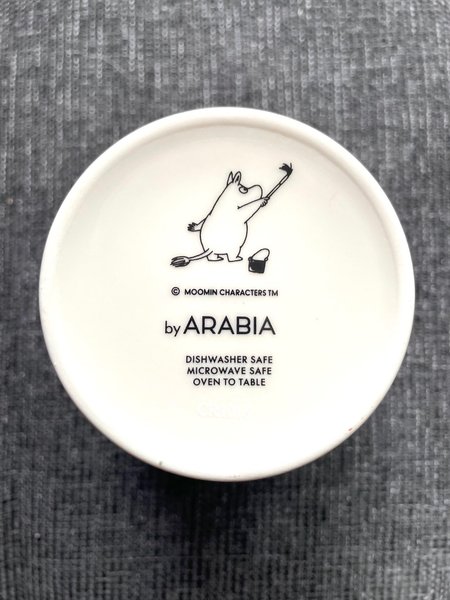 © MOOMIN CHARACTERS TM
by ARABIA
DISHWASHER SAFE
MICROWAVE SAFE
OVEN TO TABLE